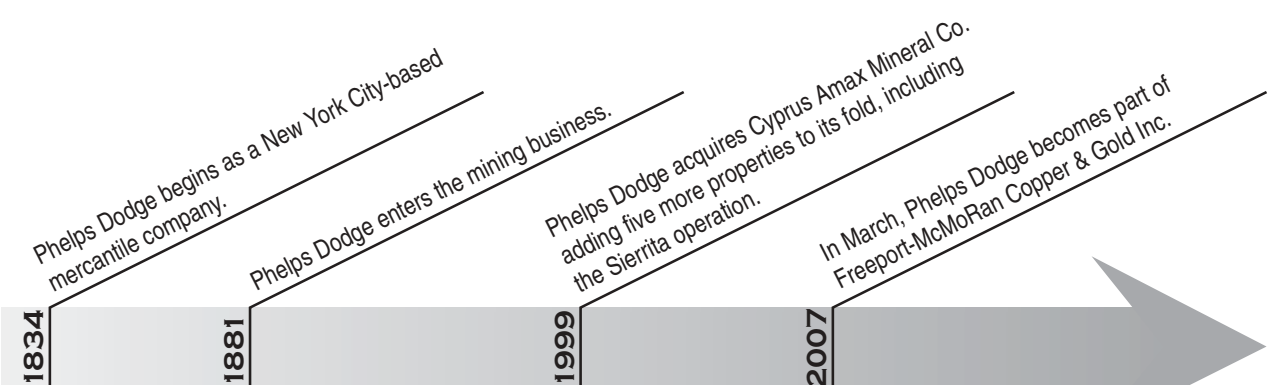 Phelps Dodge begins as a New York City-based
mercantile company.
1834
Phelps Dodge enters the mining business.
1881
Phelps Dodge acquires Cyprus Amax Mineral Co.
adding five more properties to its fold, including
the Sierrita operation.
1999
In March, Phelps Dodge becomes part of
Freeport-McMoRan Copper & Gold Inc.
2007